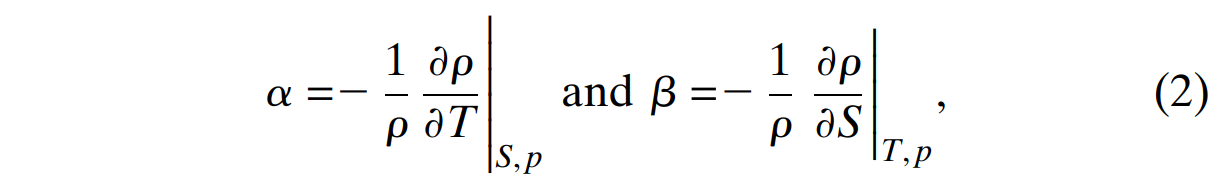 α = − 1/ρ ∂ρ/∂T |S,p and β = − 1/ρ ∂ρ/∂S |T,p , (2)